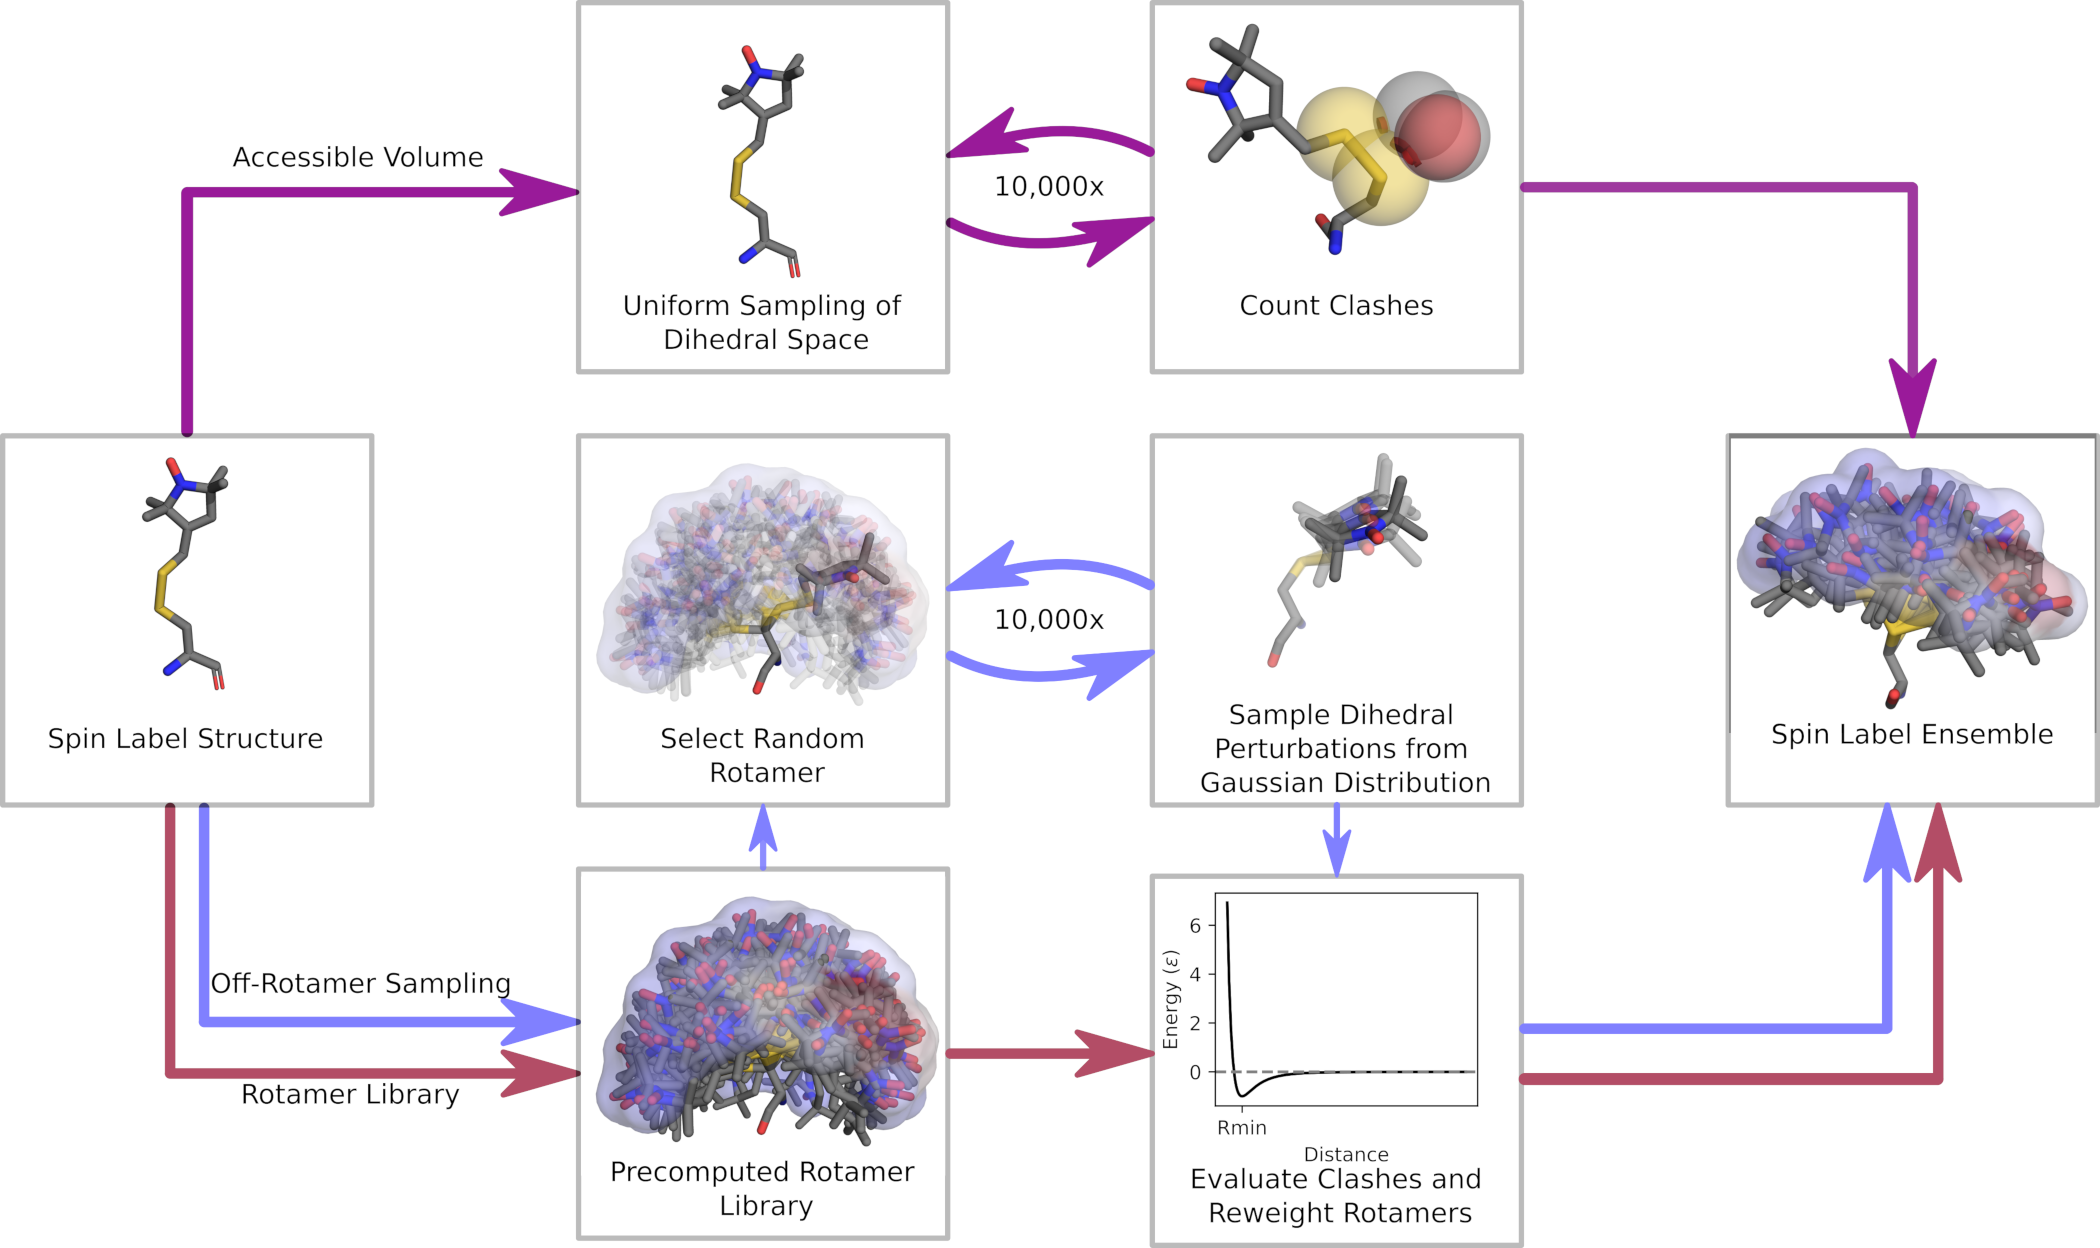 Accessible Volume
Uniform Sampling of
Dihedral Space
10,000x
Count Clashes
Spin Label Structure
Select Random
Rotamer
10,000x
Sample Dihedral
Perturbations from
Gaussian Distribution
Spin Label Ensemble
Off-Rotamer Sampling
Rotamer Library
Precomputed Rotamer
Library
Energy (ε)
6
4
2
0
Rmin
Distance
Evaluate Clashes and
Reweight Rotamers